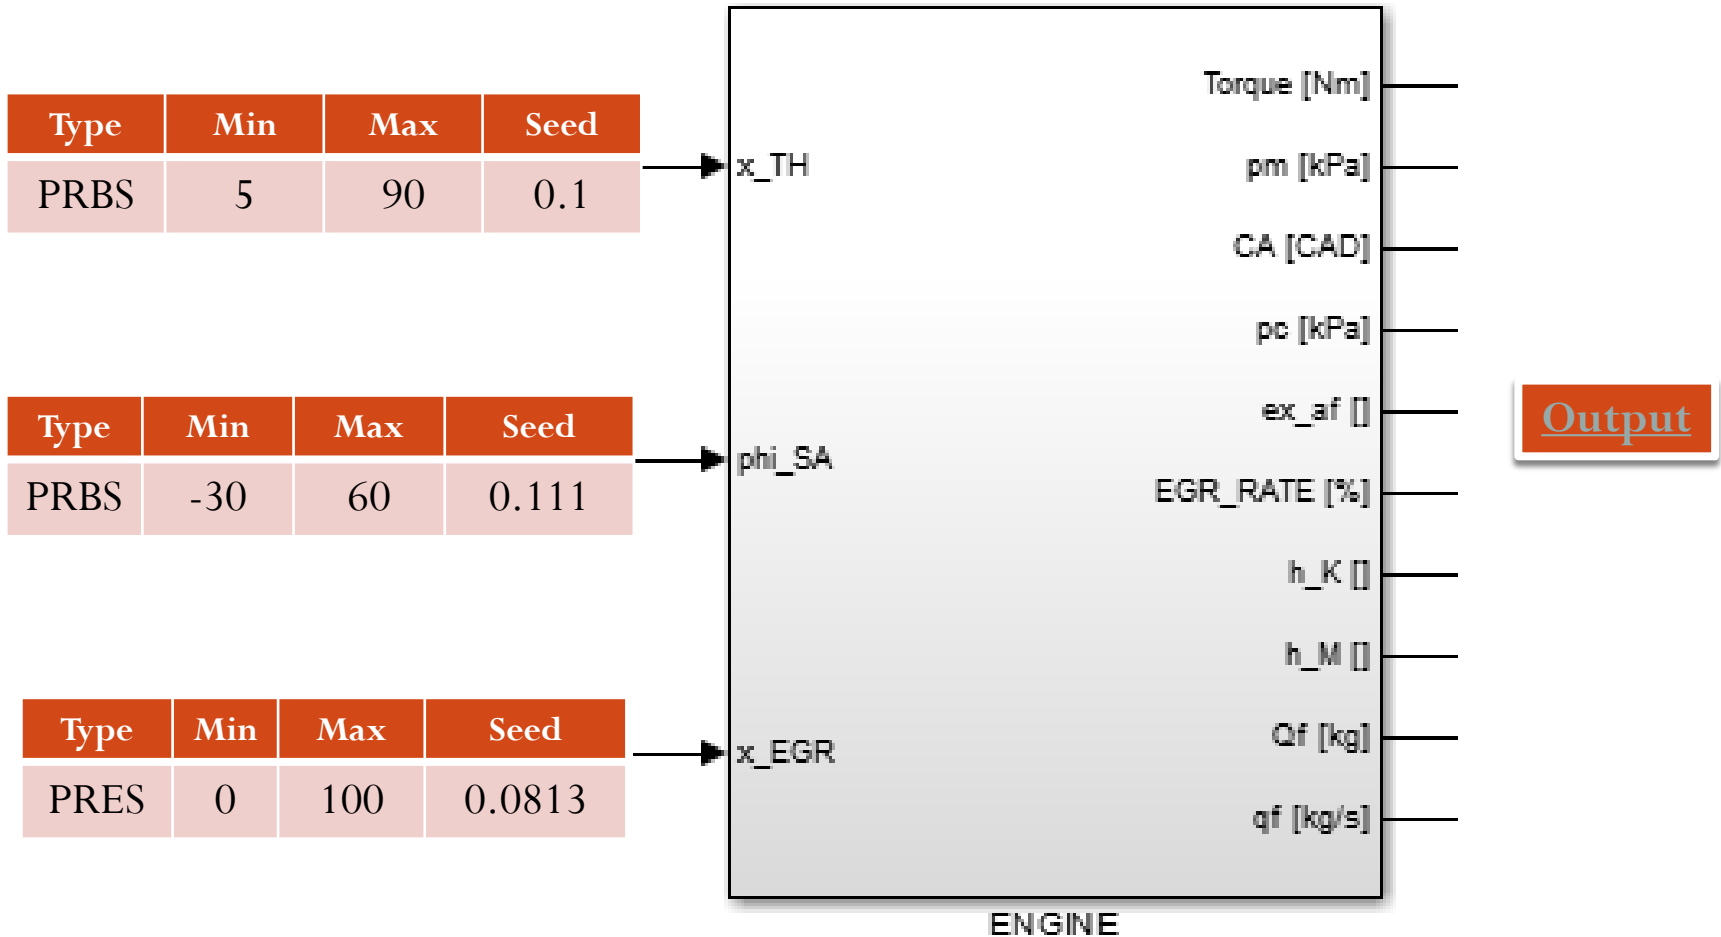 Type Min Max Seed
PRBS 5 90 0.1
Type Min Max Seed
PRBS -30 60 0.111
Type Min Max Seed
PRES 0 100 0.0813
x_TH
phi_SA
x_EGR
Torque [Nm]
pm [kPa]
CA [CAD]
pc [kPa]
ex_af []
EGR_RATE [%]
h_K []
h_M []
Qf [kg]
qf [kg/s]
ENGINE
Output